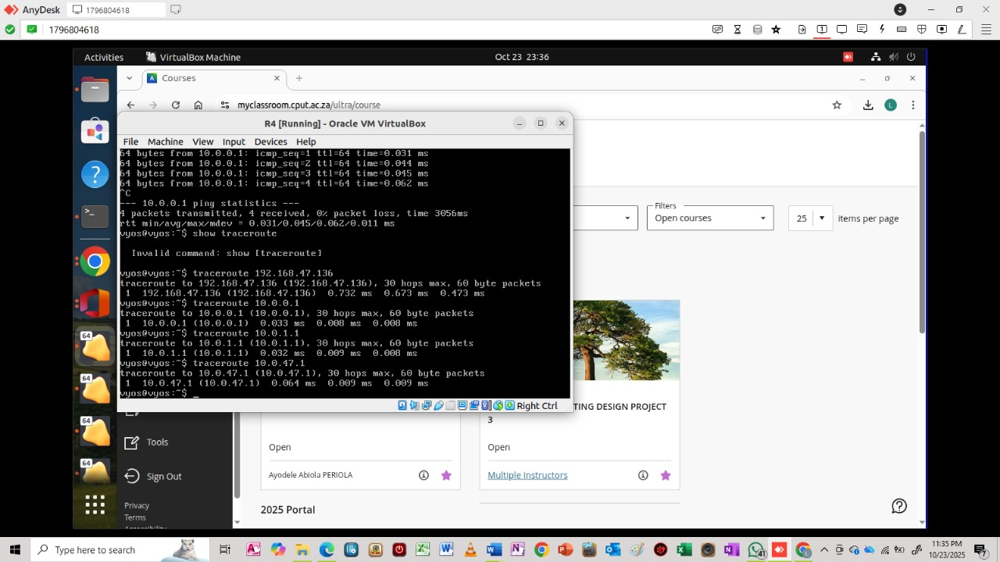 AnyDesk
1796804618
1796804618
Activities
VirtualBox Machine
Oct 23 23:36
Courses
myclassroom.cput.ac.za/ultra/course
R4 [Running] - Oracle VM VirtualBox
File Machine View Input Devices Help
64 bytes from 10.0.0.1: icmp_seq=1 ttl=64 time=0.031 ms
64 bytes from 10.0.0.1: icmp_seq=2 ttl=64 time=0.044 ms
64 bytes from 10.0.0.1: icmp_seq=3 ttl=64 time=0.045 ms
64 bytes from 10.0.0.1: icmp_seq=4 ttl=64 time=0.062 ms
^C
--- 10.0.0.1 ping statistics ---
4 packets transmitted, 4 received, 0% packet loss, time 3056ms
rtt min/avg/max/mdev = 0.031/0.045/0.062/0.011 ms
vyos@vyos:~$ show traceroute
Invalid command: show [traceroute]
vyos@vyos:~$ traceroute 192.168.47.136
traceroute to 192.168.47.136 (192.168.47.136), 30 hops max, 60 byte packets
1 192.168.47.136 (192.168.47.136) 0.732 ms 0.673 ms 0.473 ms
vyos@vyos:~$ traceroute 10.0.0.1
traceroute to 10.0.0.1 (10.0.0.1), 30 hops max, 60 byte packets
1 10.0.0.1 (10.0.0.1) 0.033 ms 0.008 ms 0.008 ms
vyos@vyos:~$ traceroute 10.0.1.1
traceroute to 10.0.1.1 (10.0.1.1), 30 hops max, 60 byte packets
1 10.0.1.1 (10.0.1.1) 0.032 ms 0.009 ms 0.008 ms
vyos@vyos:~$ traceroute 10.0.47.1
traceroute to 10.0.47.1 (10.0.47.1), 30 hops max, 60 byte packets
1 10.0.47.1 (10.0.47.1) 0.064 ms 0.009 ms 0.009 ms
vyos@vyos:~$ _
Right Ctrl
Filters
Open courses
25
items per page
64
64
64
64
TING DESIGN PROJECT
3
Open
Open
Ayodele Abiola PERIOLA
Multiple Instructors
2025 Portal
Tools
Sign Out
Privacy
Terms
Type here to search
41
11:35 PM
10/23/2025